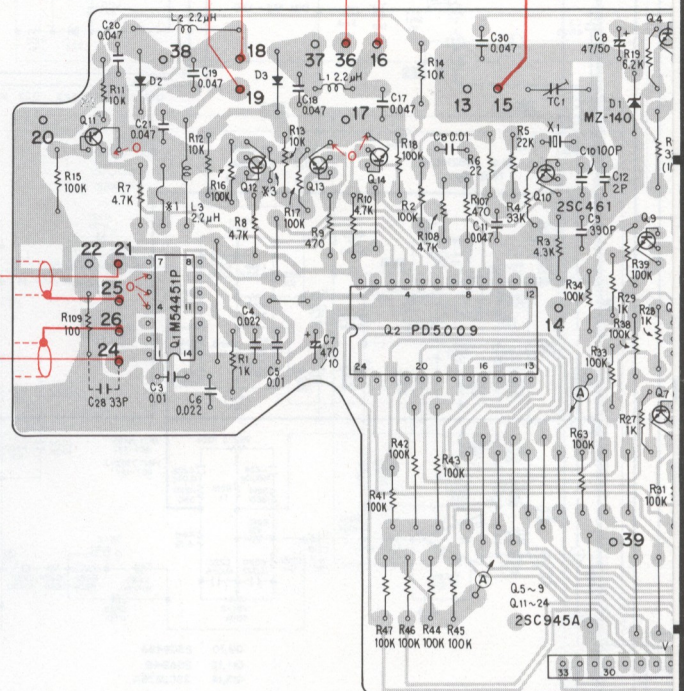 L2 2.2μH
C20
0.047
38
18
C19
0.047
19
D2
D3
R11
10K
37
36
16
L1 2.2μH
C18
0.047
C17
0.047
17
R14
10K
C30
0.047
13
15
TC1
C8
47/50
R19
6.2K
Q4
D1
MZ-140
20
Q11
C21
0.047
R12
10K
R13
10K
R15
100K
R7
4.7K
X1
L3
2.2μH
R16
100K
Q12
X3
R17
100K
Q13
R8
4.7K
R9
470
R10
4.7K
Q14
R18
100K
R2
100K
C8 0.01
R108
4.7K
R6
22
R107
470
C11
0.047
R5
22K
R4
33K
X1
Q10
C10 100P
C12
2P
2SC461
R3
4.3K
C9
390P
Q9
R39
100K
22
21
25
26
24
R109
100
C28 33P
7
8
4
11
1
14
Q1 M54451P
C3
0.01
C6
0.022
R1
1K
C4
0.022
C5
0.01
C7
470
/10
1
4
8
12
Q2 PD5009
24
20
16
13
14
R34
100K
R29
1K
R38
100K
R28
1K
R33
100K
A
R27
1K
Q7
R42
100K
R43
100K
R41
100K
R63
100K
R31
100K
39
A
R47
100K
R46
100K
R44
100K
R45
100K
Q5~9
Q11~24
2SC945A
33
30
V